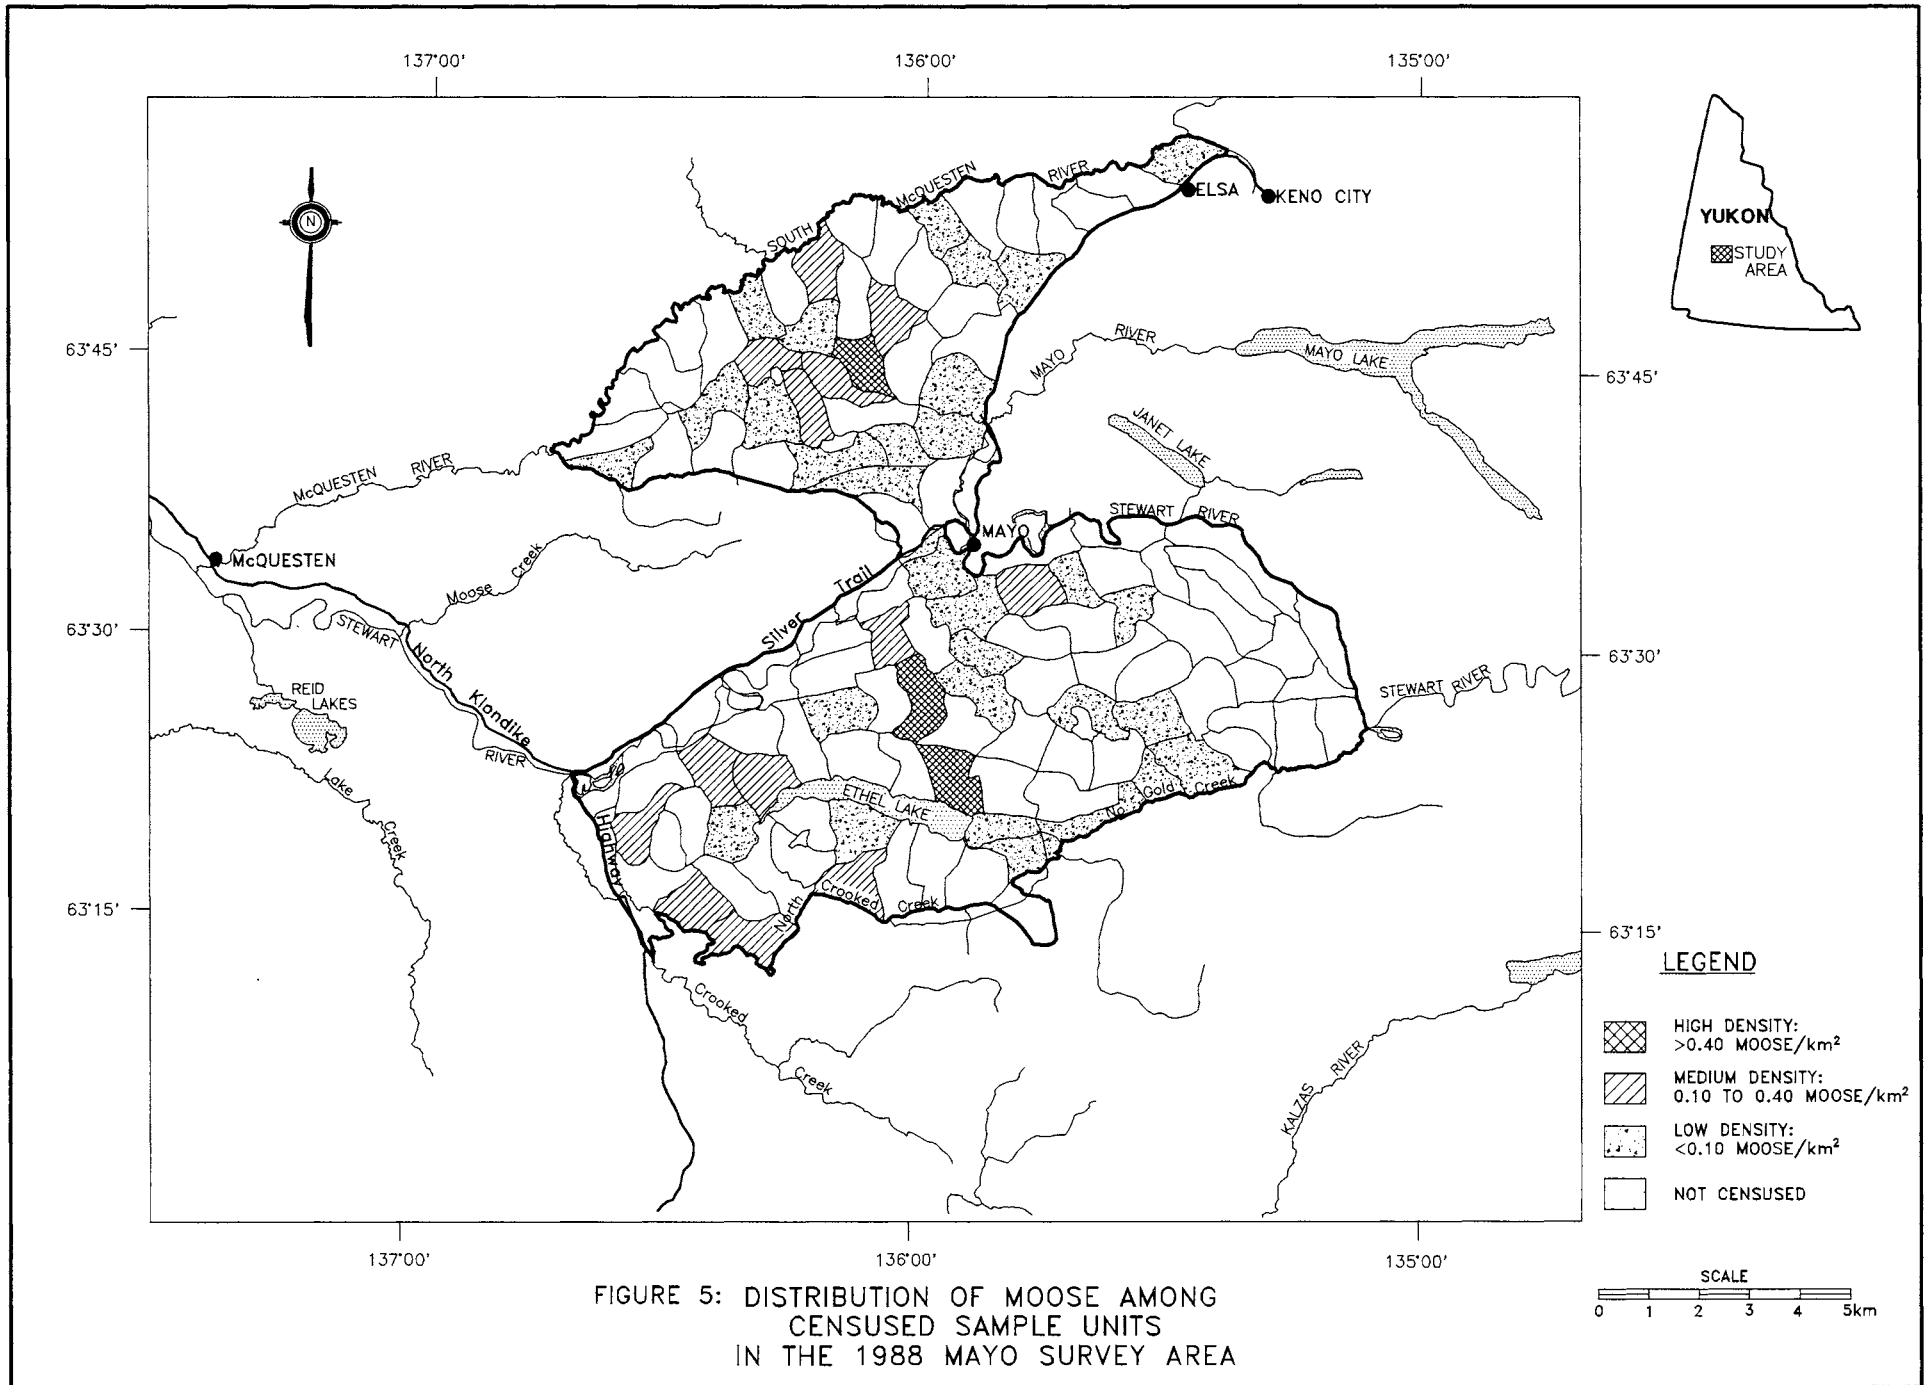 137°00'
136°00'
135°00'
N
SOUTH
McQUESTEN
RIVER
ELSA
KENO CITY
YUKON
STUDY
AREA
63°45'
MAYO
RIVER
MAYO LAKE
63°45'
JANET LAKE
McQUESTEN
RIVER
STEWART
RIVER
MAYO
McQUESTEN
Moose
Creek
Silver
Trail
63°30'
STEWART
North
Klondike
RIVER
63°30'
STEWART RIVER
REID
LAKES
Lake
Creek
Highway
ETHEL LAKE
No
Gold
Creek
63°15'
North
Crooked
Creek
63°15'
Crooked
Creek
KALZAS
RIVER
LEGEND
HIGH DENSITY:
>0.40 MOOSE/km²
MEDIUM DENSITY:
0.10 TO 0.40 MOOSE/km²
LOW DENSITY:
<0.10 MOOSE/km²
NOT CENSUSED
137°00'
136°00'
135°00'
SCALE
0 1 2 3 4 5km
FIGURE 5: DISTRIBUTION OF MOOSE AMONG
CENSUSED SAMPLE UNITS
IN THE 1988 MAYO SURVEY AREA